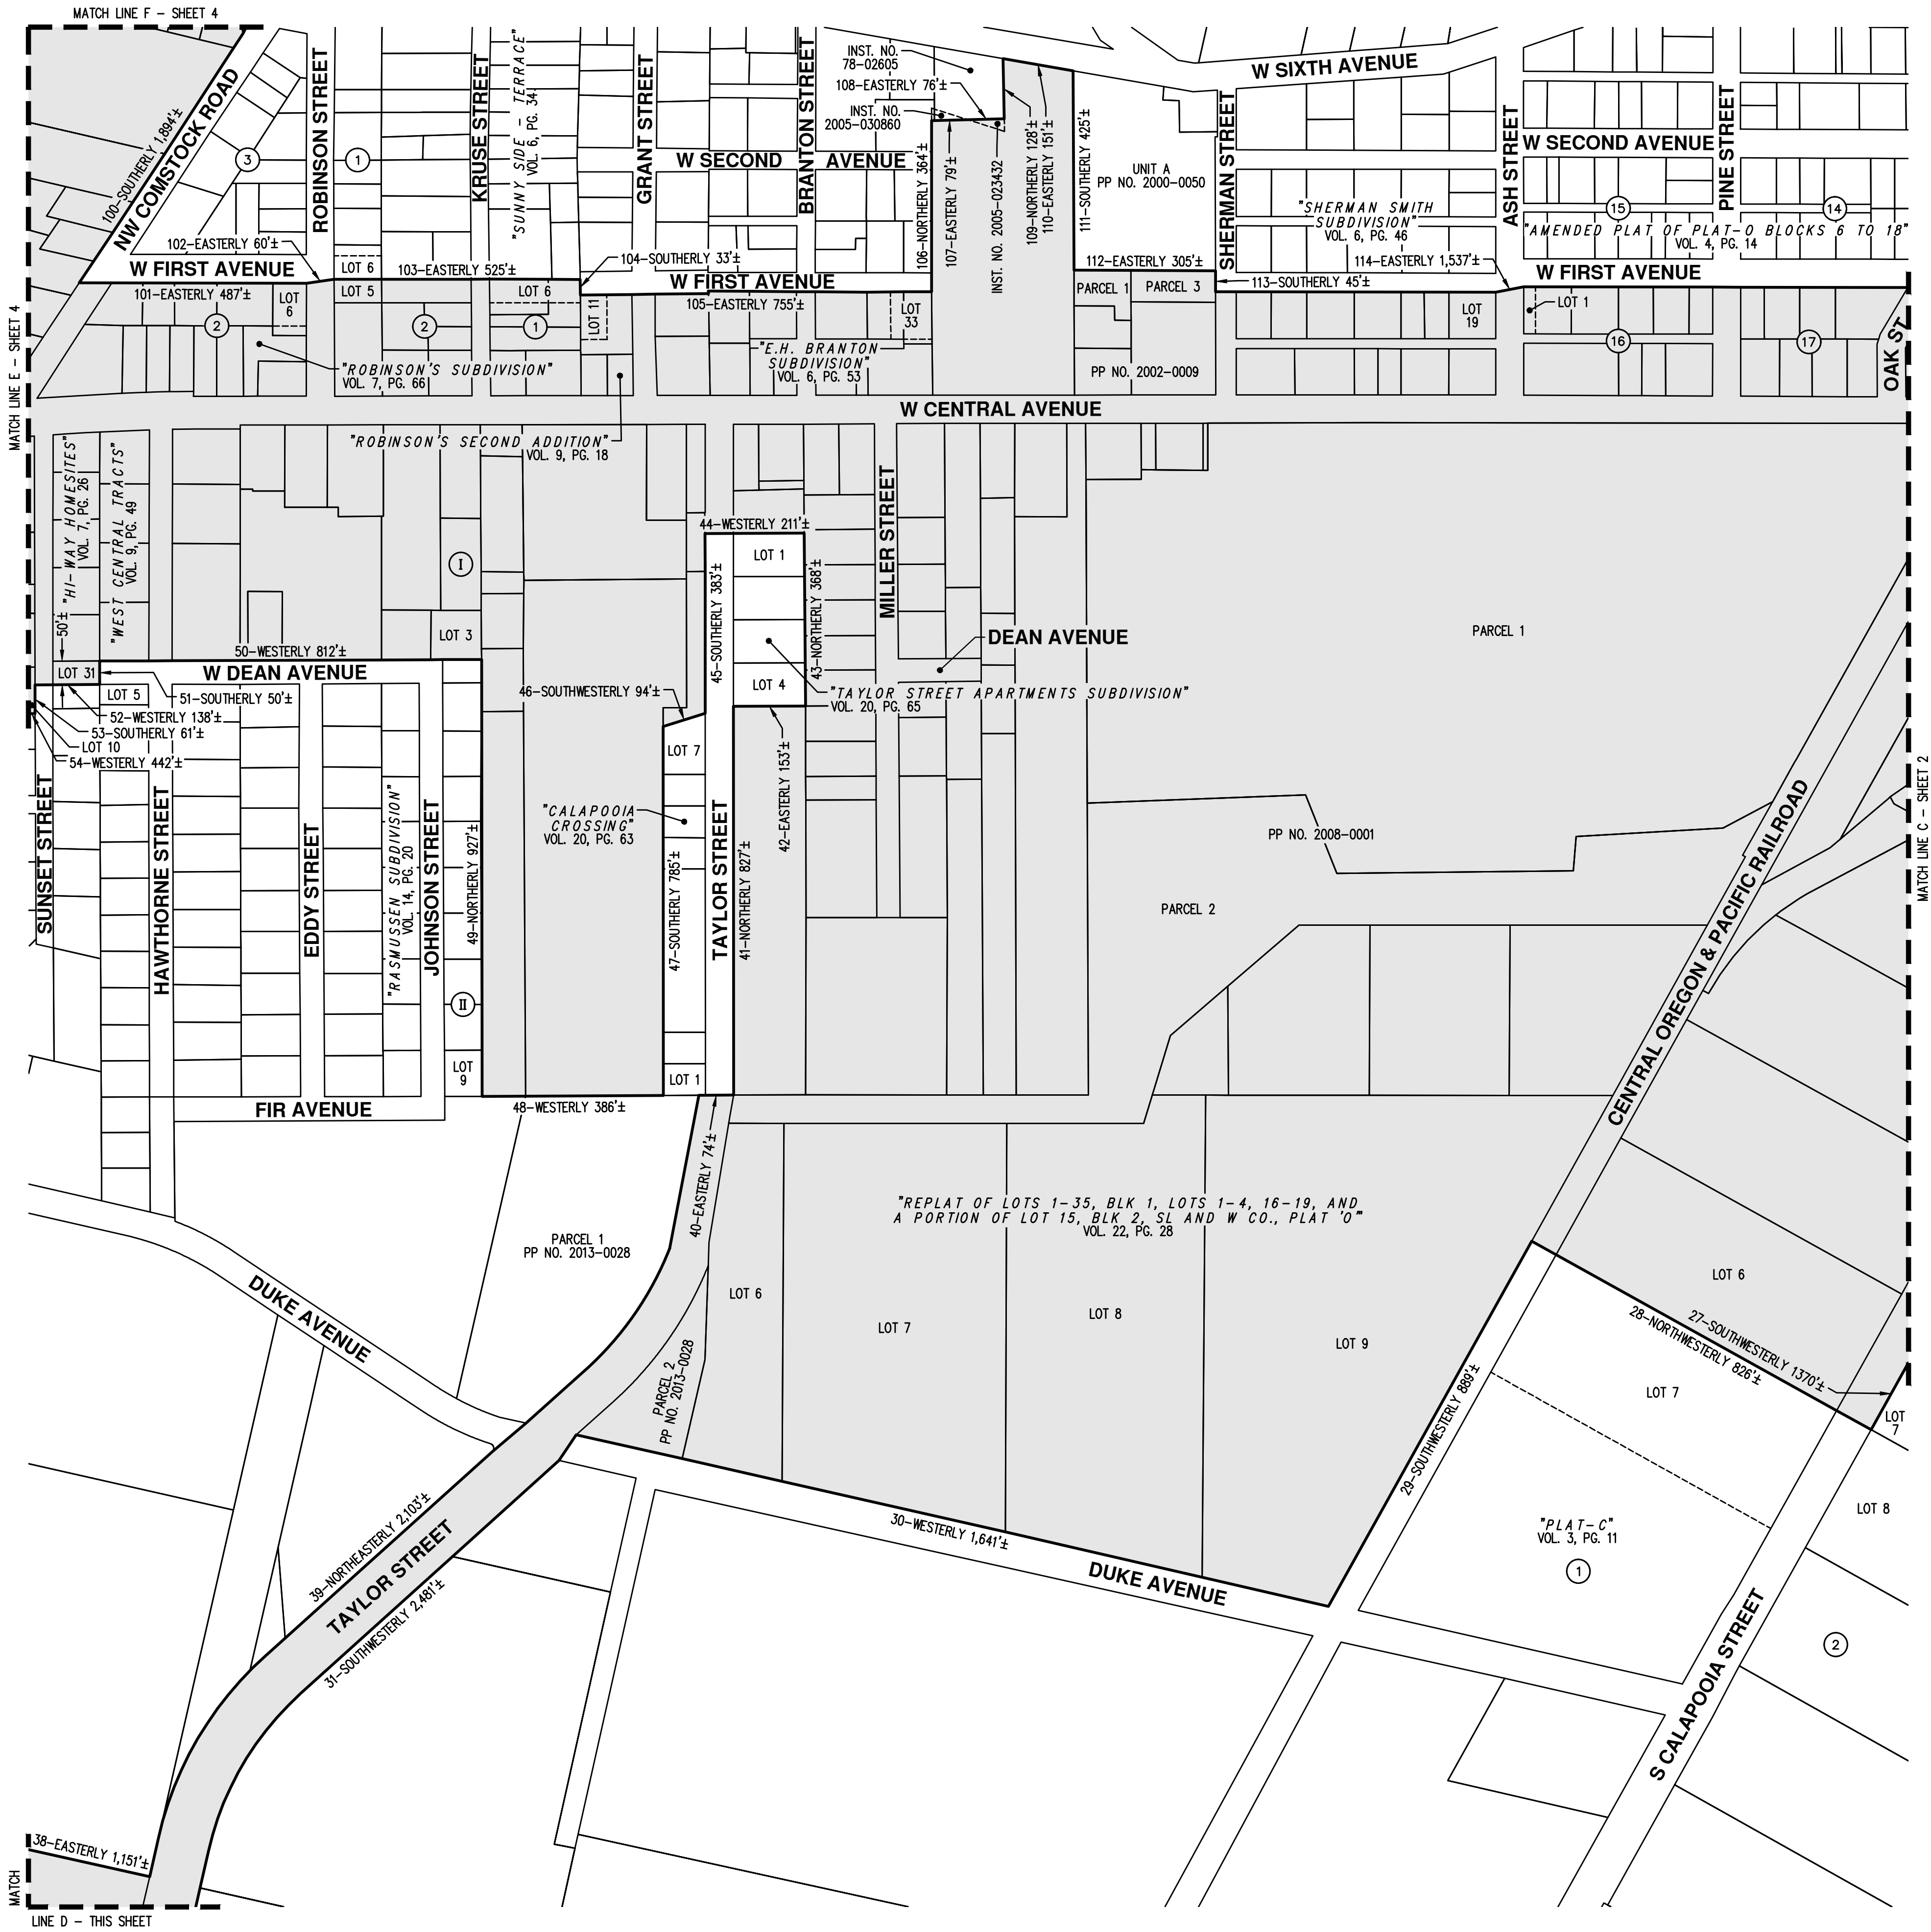 MATCH LINE F - SHEET 4
MATCH LINE E - SHEET 4
MATCH LINE C - SHEET 2
INST. NO.
78-02605
108-EASTERLY 76'±
INST. NO.
2005-030860
W SIXTH AVENUE
NW COMSTOCK ROAD
100-SOUTHERLY 1,894'±
ROBINSON STREET
KRUSE STREET
"SUNNY SIDE - TERRACE"
VOL. 6, PG. 34
GRANT STREET
BRANTON STREET
W SECOND AVENUE
3
1
106-NORTHERLY 364'±
107-EASTERLY 79'±
INST. NO. 2005-023432
109-NORTHERLY 128'±
110-EASTERLY 151'±
111-SOUTHERLY 425'±
UNIT A
PP NO. 2000-0050
SHERMAN STREET
"SHERMAN SMITH
SUBDIVISION"
VOL. 6, PG. 46
ASH STREET
W SECOND AVENUE
PINE STREET
15
14
"AMENDED PLAT OF PLAT-O BLOCKS 6 TO 18"
VOL. 4, PG. 14
102-EASTERLY 60'±
W FIRST AVENUE
LOT 6
103-EASTERLY 525'±
104-SOUTHERLY 33'±
W FIRST AVENUE
112-EASTERLY 305'±
114-EASTERLY 1,537'±
W FIRST AVENUE
101-EASTERLY 487'±
LOT
6
LOT 5
LOT 6
LOT 11
105-EASTERLY 755'±
LOT
33
PARCEL 1
PARCEL 3
113-SOUTHERLY 45'±
LOT
19
LOT 1
2
2
1
16
17
OAK ST
"ROBINSON'S SUBDIVISION"
VOL. 7, PG. 66
"E.H. BRANTON
SUBDIVISION"
VOL. 6, PG. 53
PP NO. 2002-0009
W CENTRAL AVENUE
"ROBINSON'S SECOND ADDITION"
VOL. 9, PG. 18
"HI-WAY HOMESITES"
VOL. 7, PG. 26
"WEST CENTRAL TRACTS"
VOL. 9, PG. 49
50'±
I
44-WESTERLY 211'±
LOT 1
45-SOUTHERLY 383'±
43-NORTHERLY 368'±
MILLER STREET
DEAN AVENUE
PARCEL 1
LOT 3
50-WESTERLY 812'±
W DEAN AVENUE
LOT 31
LOT 5
51-SOUTHERLY 50'±
52-WESTERLY 138'±
53-SOUTHERLY 61'±
LOT 10
54-WESTERLY 442'±
LOT 4
46-SOUTHWESTERLY 94'±
"TAYLOR STREET APARTMENTS SUBDIVISION"
VOL. 20, PG. 65
LOT 7
42-EASTERLY 153'±
"CALAPOOIA
CROSSING"
VOL. 20, PG. 63
SUNSET STREET
HAWTHORNE STREET
EDDY STREET
"RASMUSSEN SUBDIVISION"
VOL. 14, PG. 20
JOHNSON STREET
49-NORTHERLY 927'±
47-SOUTHERLY 785'±
TAYLOR STREET
41-NORTHERLY 827'±
PP NO. 2008-0001
PARCEL 2
CENTRAL OREGON & PACIFIC RAILROAD
II
LOT
9
LOT 1
FIR AVENUE
48-WESTERLY 386'±
40-EASTERLY 74'±
"REPLAT OF LOTS 1-35, BLK 1, LOTS 1-4, 16-19, AND
A PORTION OF LOT 15, BLK 2, SL AND W CO., PLAT 'O'"
VOL. 22, PG. 28
PARCEL 1
PP NO. 2013-0028
DUKE AVENUE
LOT 6
LOT 7
LOT 8
LOT 9
PARCEL 2
PP NO. 2013-0028
LOT 6
27-SOUTHWESTERLY 1370'±
28-NORTHWESTERLY 826'±
LOT 7
LOT
7
29-SOUTHWESTERLY 889'±
LOT 8
39-NORTHEASTERLY 2,103'±
TAYLOR STREET
31-SOUTHWESTERLY 2,481'±
30-WESTERLY 1,641'±
DUKE AVENUE
"PLAT-C"
VOL. 3, PG. 11
1
2
S CALAPOOIA STREET
38-EASTERLY 1,151'±
MATCH
LINE D - THIS SHEET